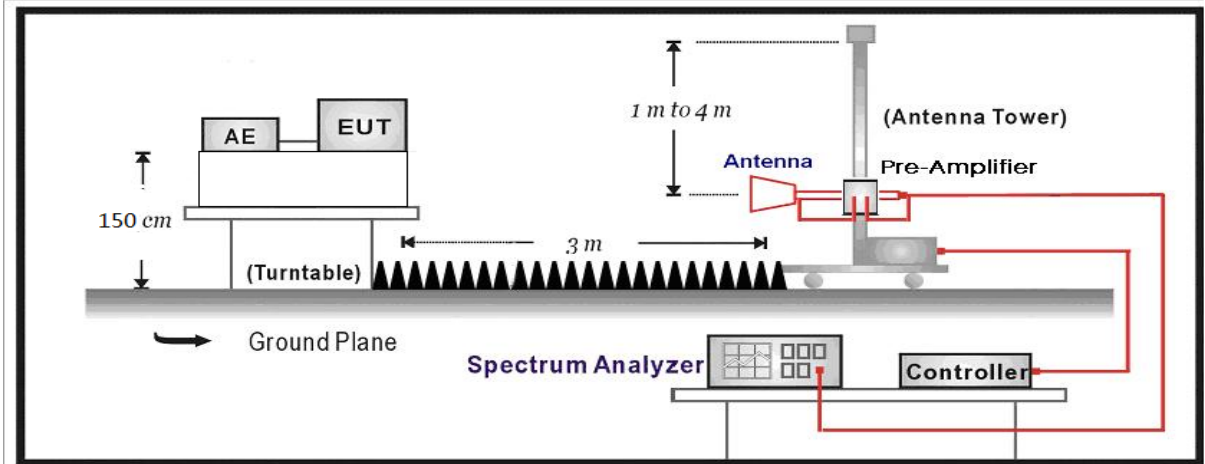 1 m to 4 m
(Antenna Tower)
AE
EUT
Antenna
Pre-Amplifier
150 cm
3 m
(Turntable)
Ground Plane
Spectrum Analyzer
Controller